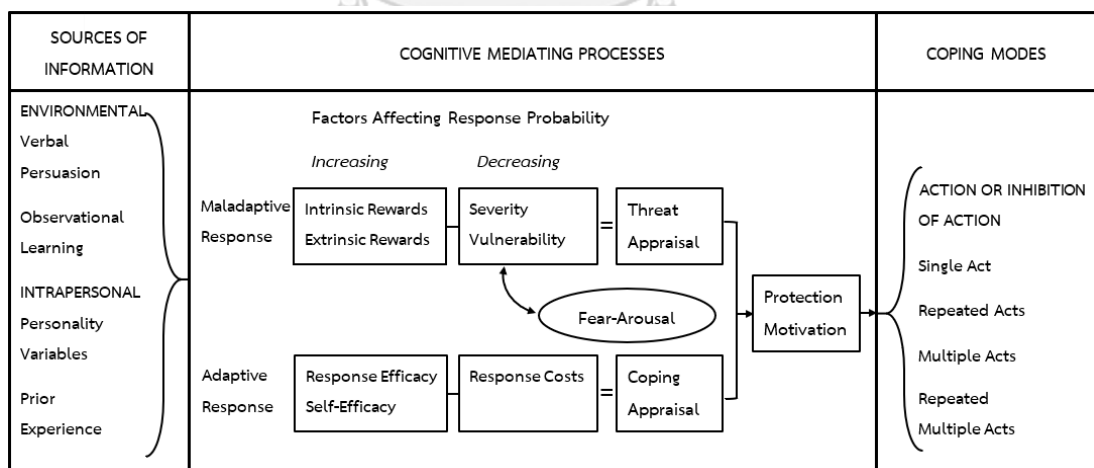 SOURCES OF
INFORMATION
COGNITIVE MEDIATING PROCESSES
COPING MODES
ENVIRONMENTAL
Verbal
Persuasion
Observational
Learning
INTRAPERSONAL
Personality
Variables
Prior
Experience
Factors Affecting Response Probability
Increasing
Decreasing
Maladaptive
Response
Intrinsic Rewards
Extrinsic Rewards
Severity
Vulnerability
=
Threat
Appraisal
Fear-Arousal
Adaptive
Response
Response Efficacy
Self-Efficacy
Response Costs
=
Coping
Appraisal
Protection
Motivation
ACTION OR INHIBITION
OF ACTION
Single Act
Repeated Acts
Multiple Acts
Repeated
Multiple Acts